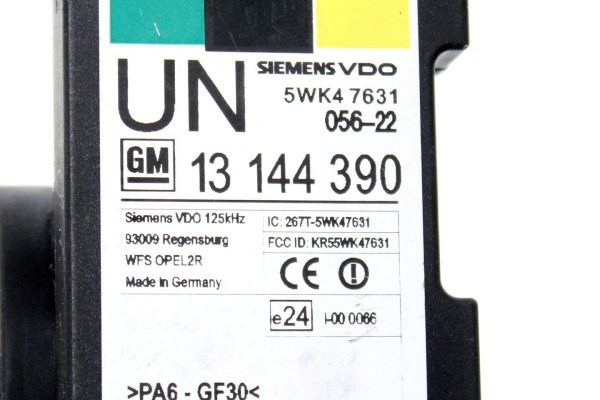 UN
SIEMENS VDO
5WK4 7631
056-22
GM
13 144 390
Siemens VDO 125kHz
93009 Regensburg
WFS OPEL2R
Made in Germany
IC: 267T-5WK47631
FCC ID: KR55WK47631
CE
e24
I-00 0066
>PA6 - GF30<